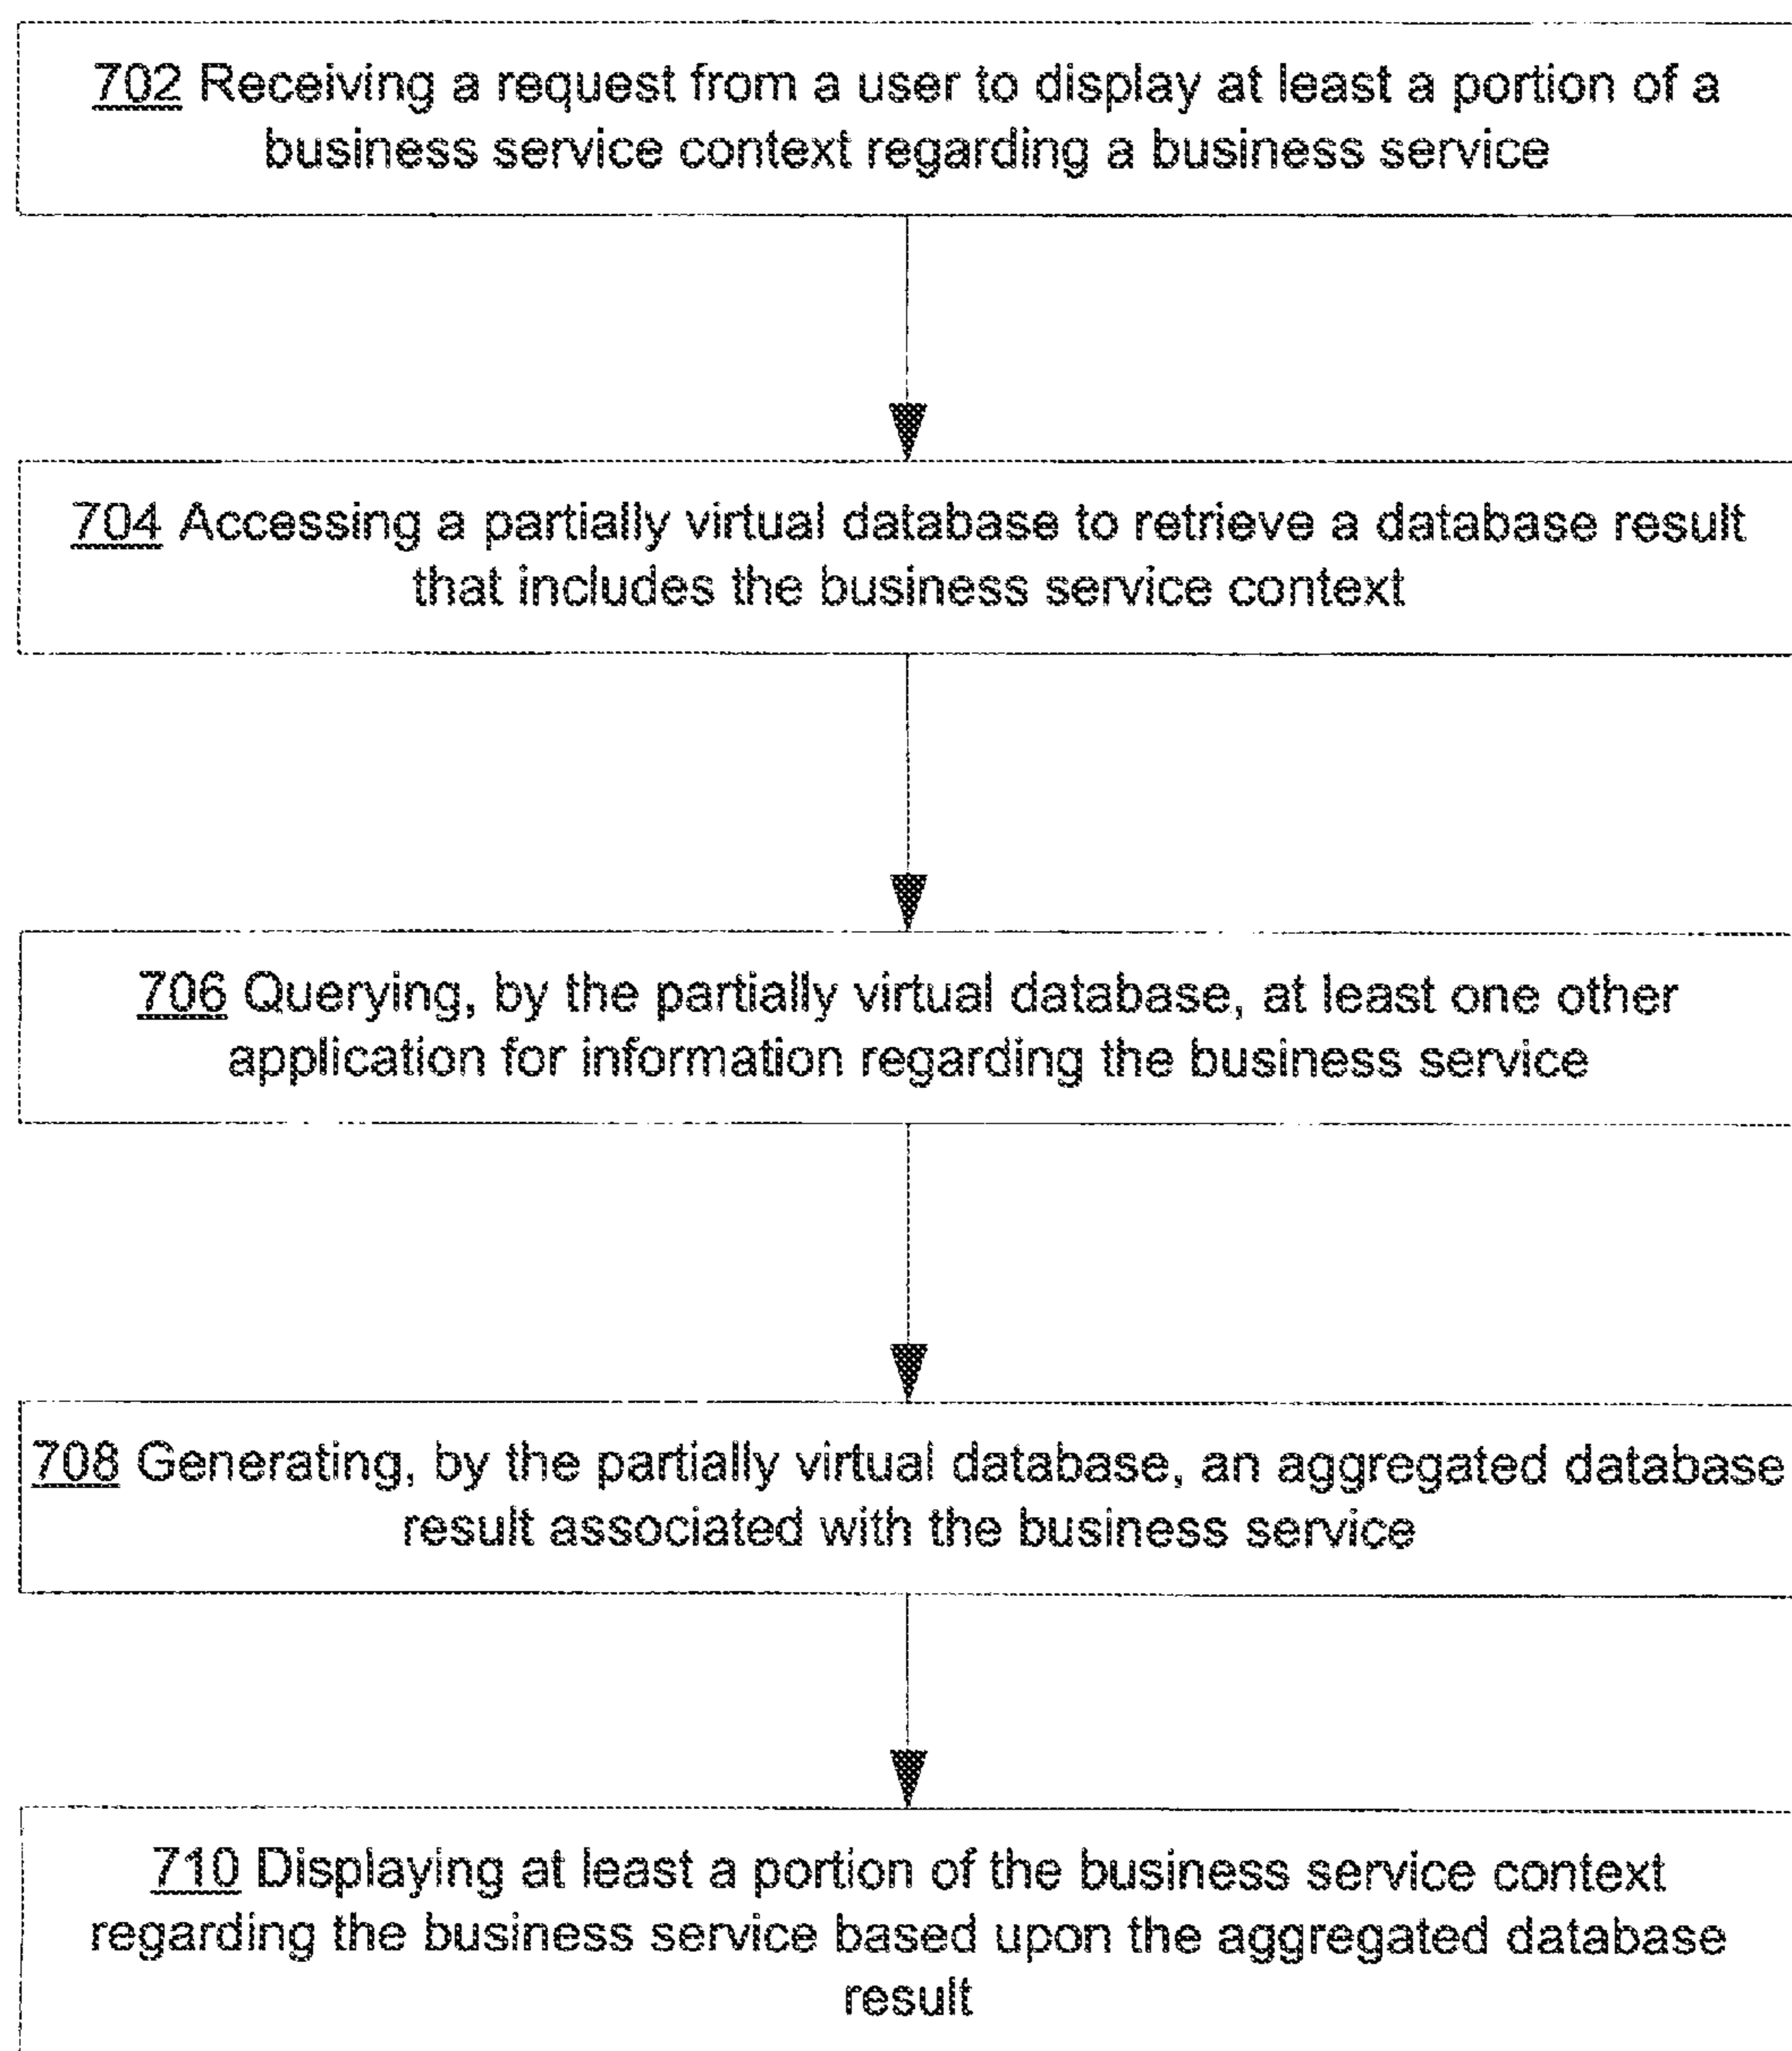 702 Receiving a request from a user to display at least a portion of a
business service context regarding a business service
704 Accessing a partially virtual database to retrieve a database result
that includes the business service context
706 Querying, by the partially virtual database, at least one other
application for information regarding the business service
708 Generating, by the partially virtual database, an aggregated database
result associated with the business service
710 Displaying at least a portion of the business service context
regarding the business service based upon the aggregated database
result